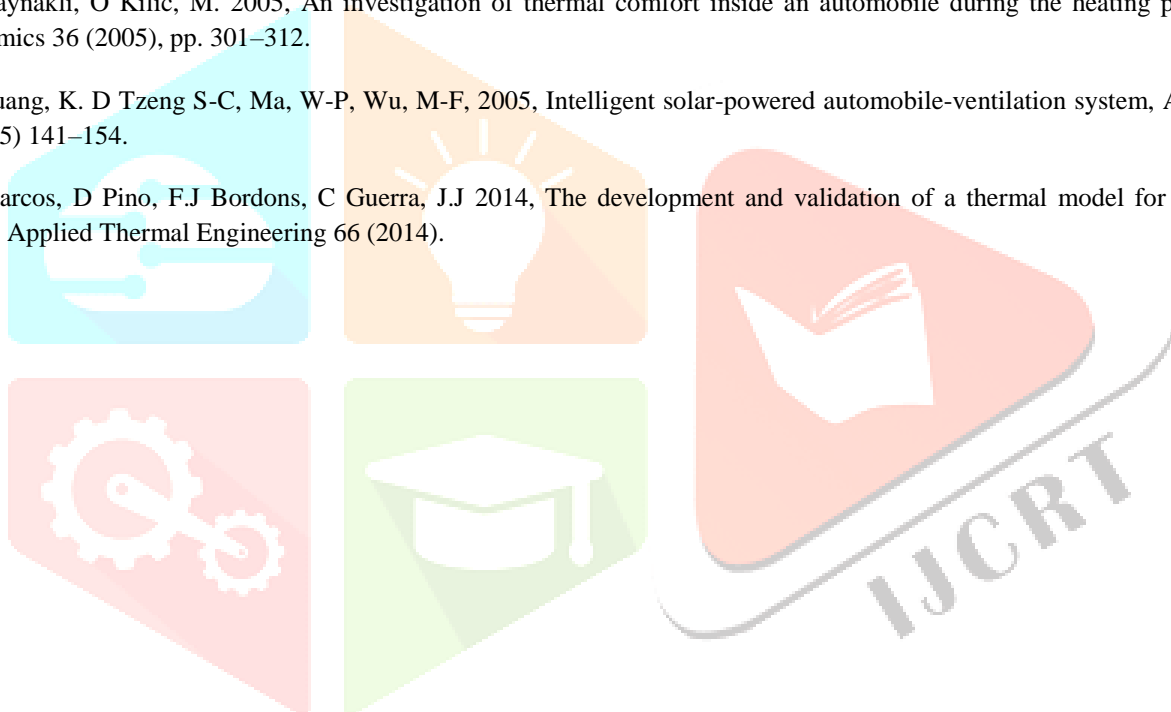 aynakli, O Kilic, M. 2005, An investigation of thermal comfort inside an automobile during the heating p
mics 36 (2005), pp. 301–312.
uang, K. D Tzeng S-C, Ma, W-P, Wu, M-F, 2005, Intelligent solar-powered automobile-ventilation system, A
5) 141–154.
arcos, D Pino, F.J Bordons, C Guerra, J.J 2014, The development and validation of a thermal model for
Applied Thermal Engineering 66 (2014).
IJCRT